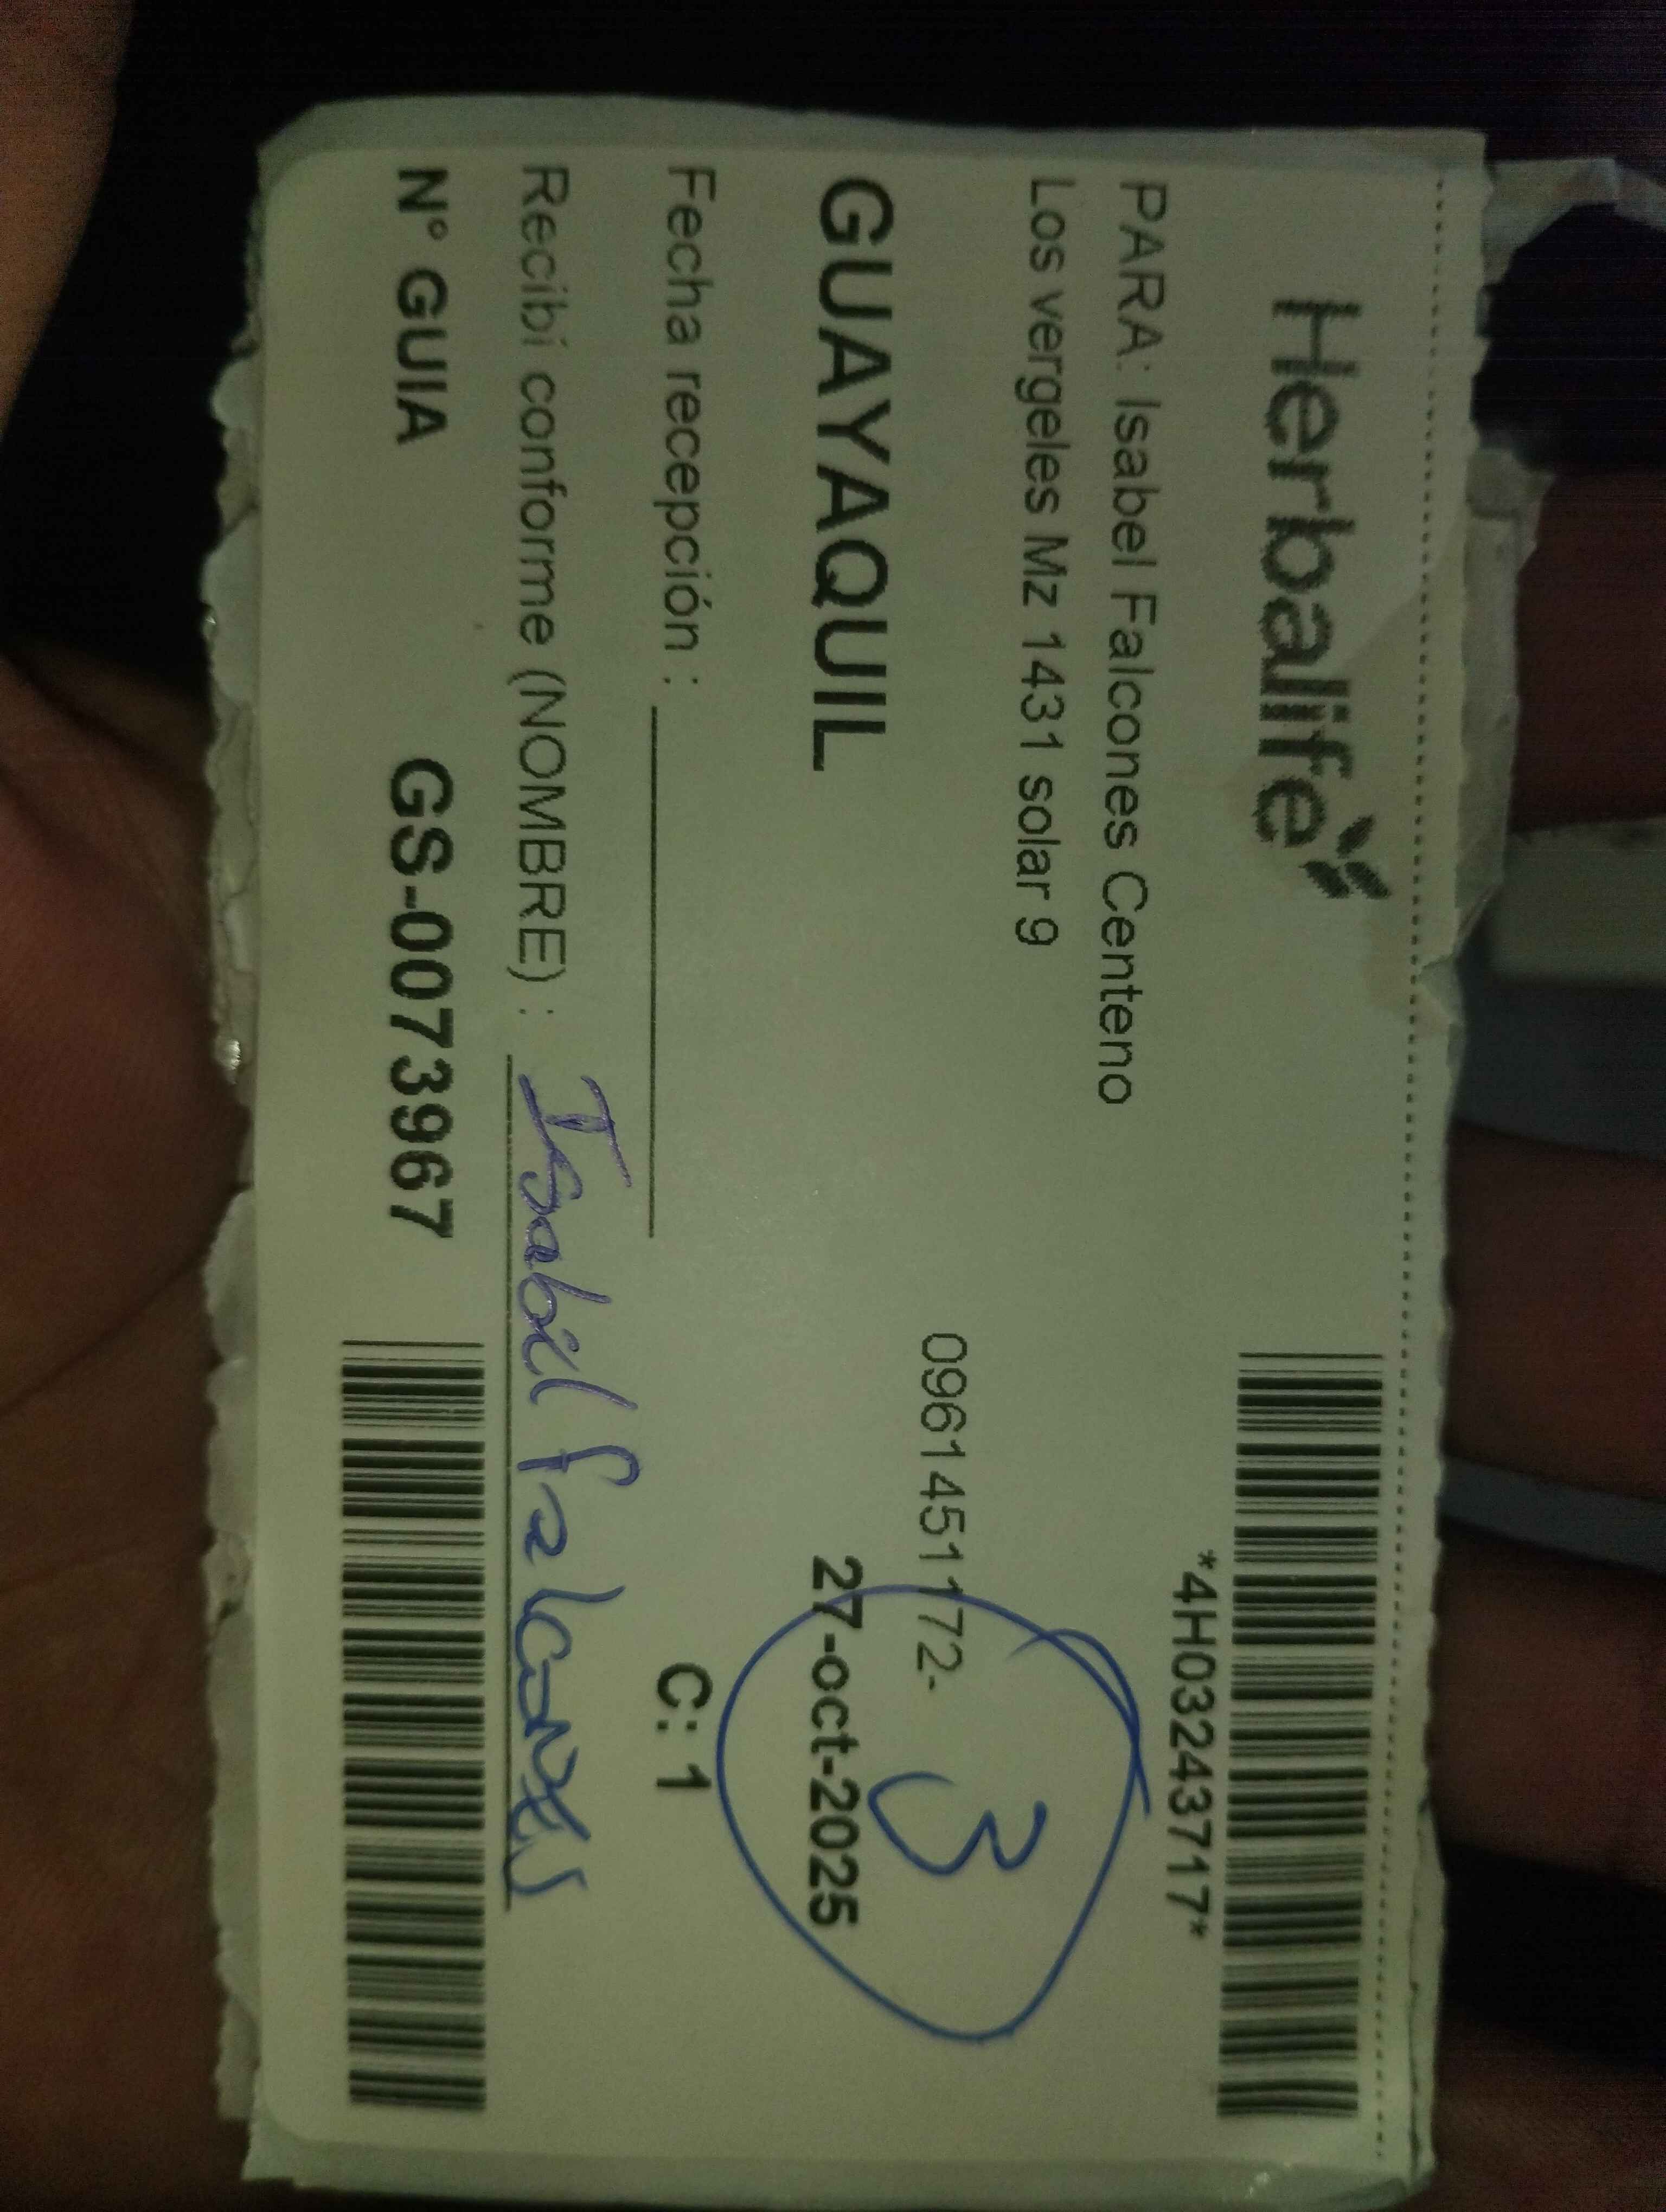 Herbalife
*4H03243717*
PARA: Isabel Falcones Centeno
Los vergeles Mz 1431 solar 9
0961451172-
3
GUAYAQUIL 27-oct-2025
Fecha recepción : C: 1
Recibí conforme (NOMBRE) : Isabel Falcones
N° GUIA GS-0073967